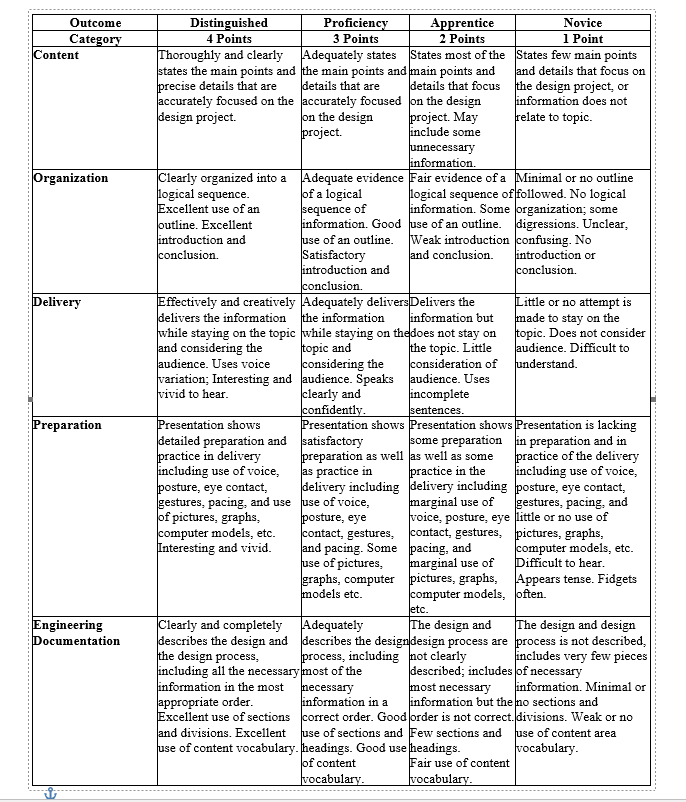 Outcome Distinguished Proficiency Apprentice Novice
Category 4 Points 3 Points 2 Points 1 Point
Content
Thoroughly and clearly
states the main points and
precise details that are
accurately focused on the
design project.
Adequately states
the main points and
details that are
accurately focused
on the design
project.
States most of the
main points and
details that focus
on the design
project. May
include some
unnecessary
information.
States few main points
and details that focus on
the design project, or
information does not
relate to topic.
Organization
Clearly organized into a
logical sequence.
Excellent use of an
outline. Excellent
introduction and
conclusion.
Adequate evidence
of a logical
sequence of
information. Good
use of an outline.
Satisfactory
introduction and
conclusion.
Fair evidence of a
logical sequence of
information. Some
use of an outline.
Weak introduction
and conclusion.
Minimal or no outline
followed. No logical
organization; some
digressions. Unclear,
confusing. No
introduction or
conclusion.
Delivery
Effectively and creatively
delivers the information
while staying on the topic
and considering the
audience. Uses voice
variation; Interesting and
vivid to hear.
Adequately delivers
the information
while staying on the
topic and
considering the
audience. Speaks
clearly and
confidently.
Delivers the
information but
does not stay on
the topic. Little
consideration of
audience. Uses
incomplete
sentences.
Little or no attempt is
made to stay on the
topic. Does not consider
audience. Difficult to
understand.
Preparation
Presentation shows
detailed preparation and
practice in delivery
including use of voice,
posture, eye contact,
gestures, pacing, and use
of pictures, graphs,
computer models, etc.
Interesting and vivid.
Presentation shows
satisfactory
preparation as well
as practice in
delivery including
use of voice,
posture, eye
contact, gestures,
and pacing. Some
use of pictures,
graphs, computer
models etc.
Presentation shows
some preparation
as well as some
practice in the
delivery including
marginal use of
voice, posture, eye
contact, gestures,
pacing, and
marginal use of
pictures, graphs,
computer models,
etc.
Presentation is lacking
in preparation and in
practice of the delivery
including use of voice,
posture, eye contact,
gestures, pacing, and
little or no use of
pictures, graphs,
computer models, etc.
Difficult to hear.
Appears tense. Fidgets
often.
Engineering
Documentation
Clearly and completely
describes the design and
the design process,
including all the necessary
information in the most
appropriate order.
Excellent use of sections
and divisions. Excellent
use of content vocabulary.
Adequately
describes the design
process, including
most of the
necessary
information in a
correct order. Good
use of sections and
headings. Good use
of content
vocabulary.
The design and
design process are
not clearly
described; includes
most necessary
information but the
order is not correct.
Few sections and
headings.
Fair use of content
vocabulary.
The design and design
process is not described,
includes very few pieces
of necessary
information. Minimal or
no sections and
divisions. Weak or no
use of content area
vocabulary.